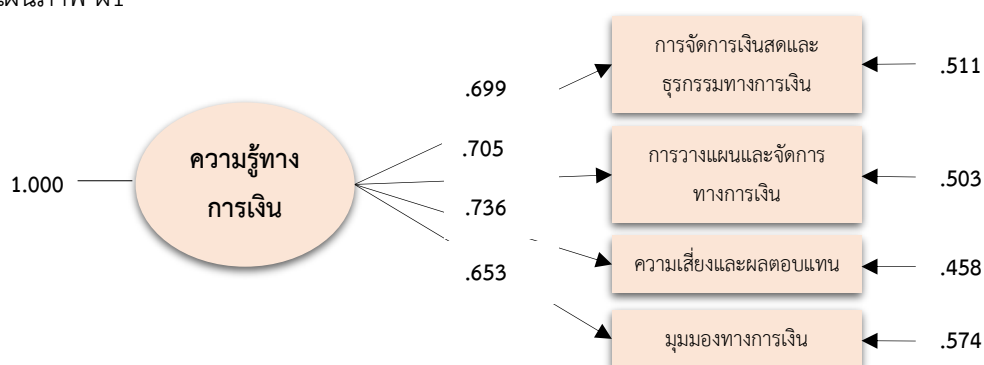 การจัดการเงินสดและ
ธุรกรรมทางการเงิน
.511
.699
.705
ความรู้ทาง
การเงิน
1.000
การวางแผนและจัดการ
ทางการเงิน
.503
.736
ความเสี่ยงและผลตอบแทน
.458
.653
มุมมองทางการเงิน
.574